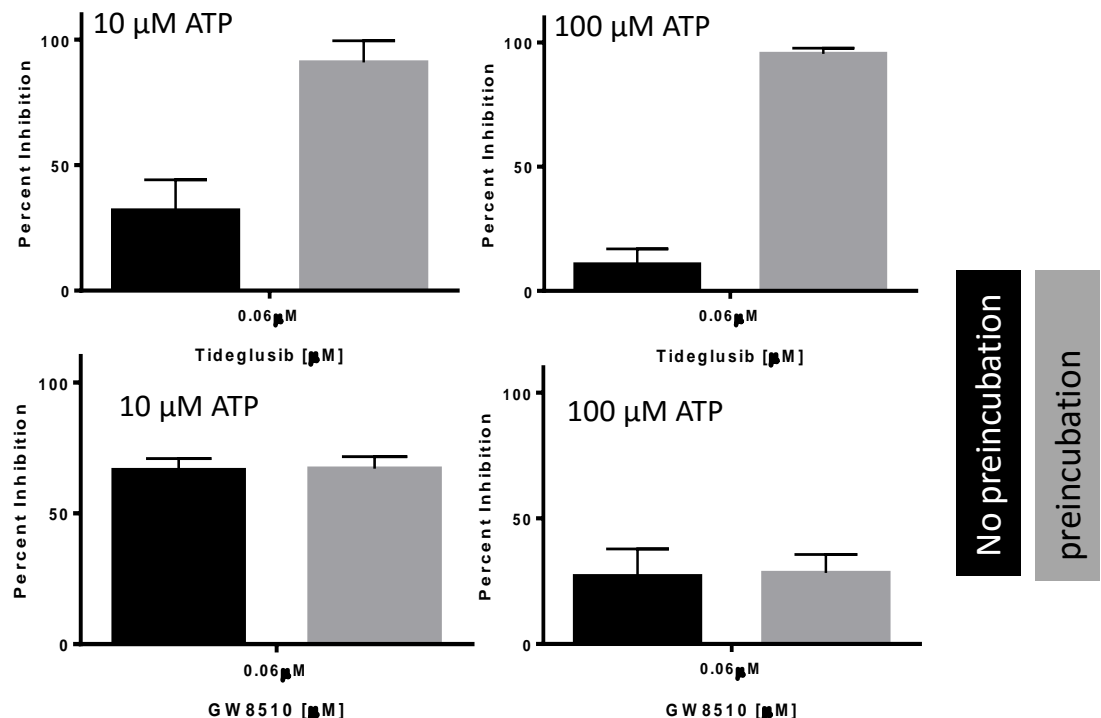 10 µM ATP
100
50
0
Percent Inhibition
0.06µM
Tideglusib [µM]
100 µM ATP
100
50
0
Percent Inhibition
0.06µM
Tideglusib [µM]
10 µM ATP
100
50
0
Percent Inhibition
0.06µM
GW8510 [µM]
100 µM ATP
100
50
0
Percent Inhibition
0.06µM
GW8510 [µM]
No preincubation
preincubation